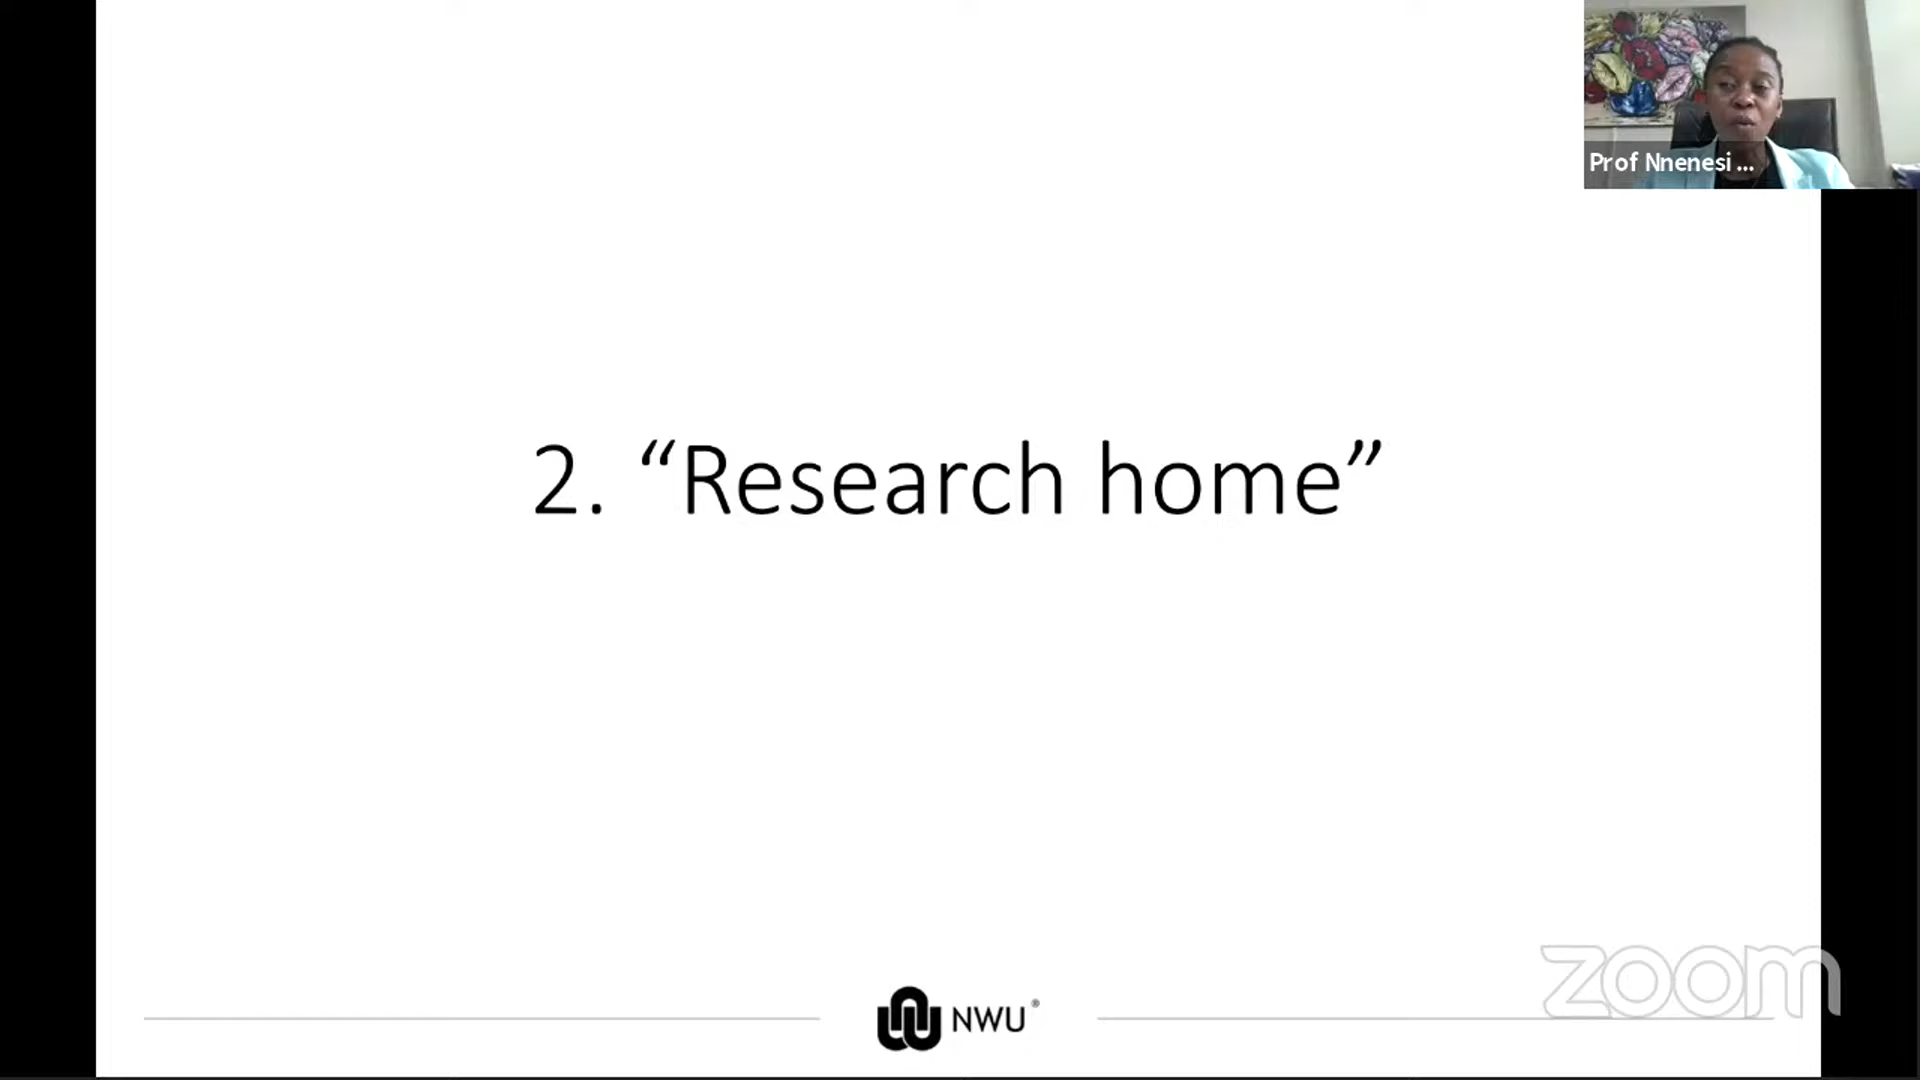 Prof Nnenesi ...
2. “Research home”
zoom
NWU®